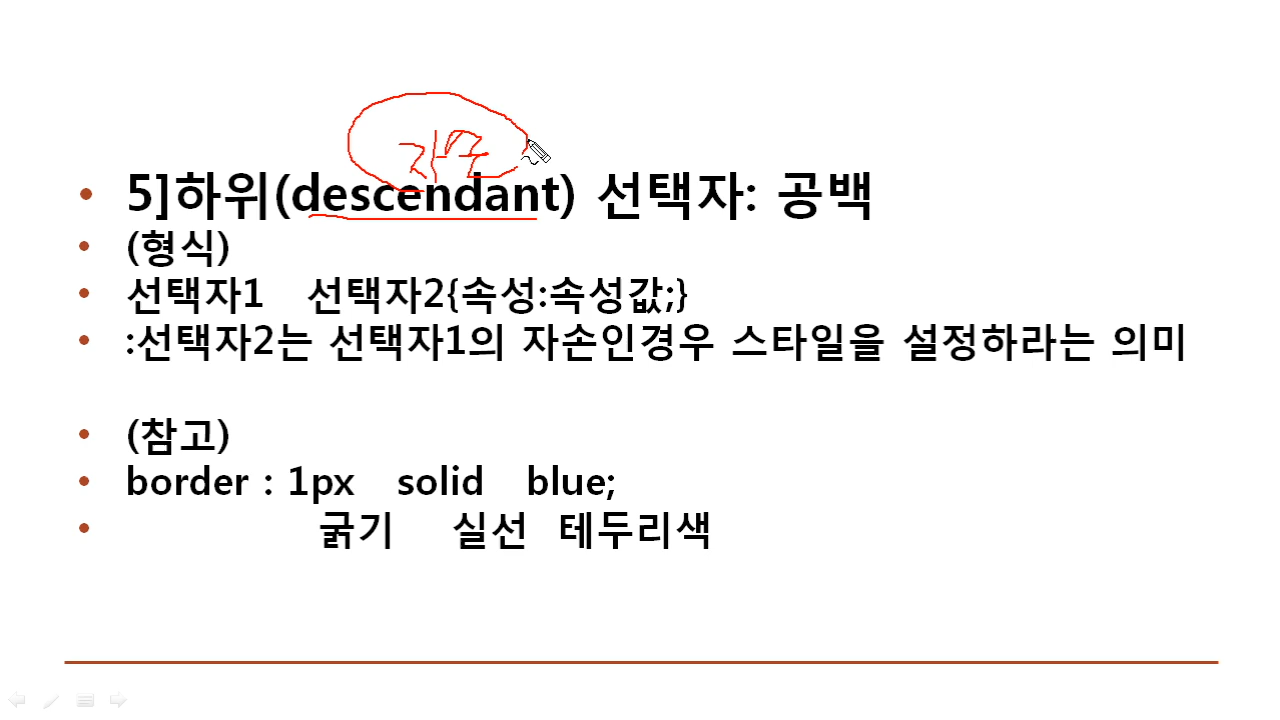 자손
• 5]하위(descendant) 선택자: 공백
• (형식)
• 선택자1 선택자2{속성:속성값;}
• :선택자2는 선택자1의 자손인경우 스타일을 설정하라는 의미
• (참고)
• border : 1px solid blue;
• 굵기 실선 테두리색